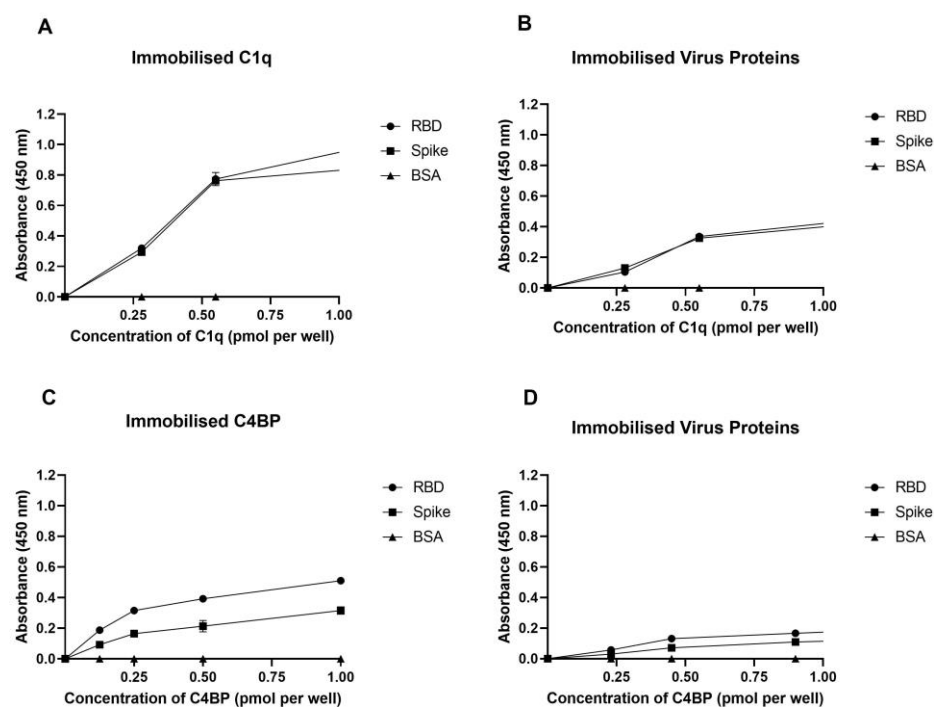 A
Immobilised C1q
Absorbance (450 nm)
1.2
1.0
0.8
0.6
0.4
0.2
0.0
0.25
0.50
0.75
1.00
Concentration of C1q (pmol per well)
RBD
Spike
BSA
B
Immobilised Virus Proteins
Absorbance (450 nm)
1.2
1.0
0.8
0.6
0.4
0.2
0.0
0.25
0.50
0.75
1.00
Concentration of C1q (pmol per well)
RBD
Spike
BSA
C
Immobilised C4BP
Absorbance (450 nm)
1.2
1.0
0.8
0.6
0.4
0.2
0.0
0.25
0.50
0.75
1.00
Concentration of C4BP (pmol per well)
RBD
Spike
BSA
D
Immobilised Virus Proteins
Absorbance (450 nm)
1.2
1.0
0.8
0.6
0.4
0.2
0.0
0.25
0.50
0.75
1.00
Concentration of C4BP (pmol per well)
RBD
Spike
BSA